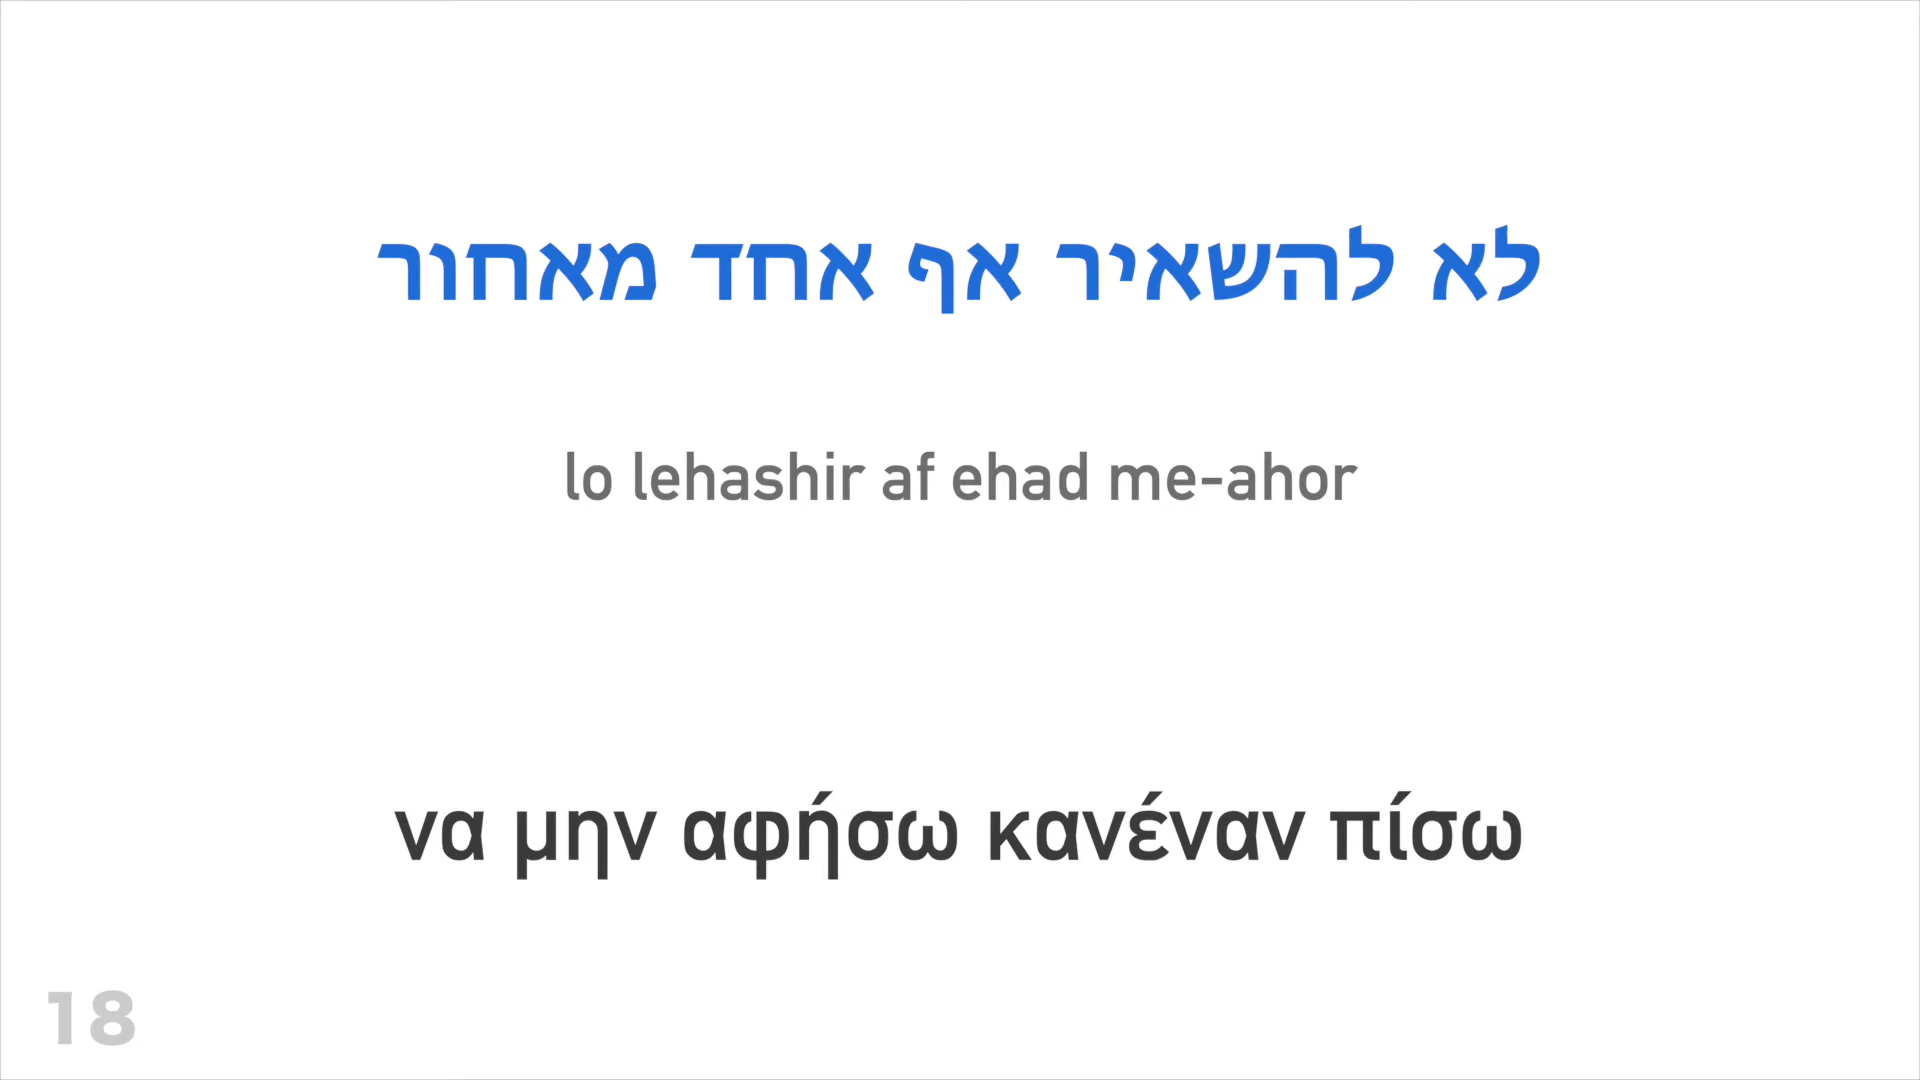 לא להשאיר אף אחד מאחור
lo lehashir af ehad me-ahor
να μην αφήσω κανέναν πίσω
18